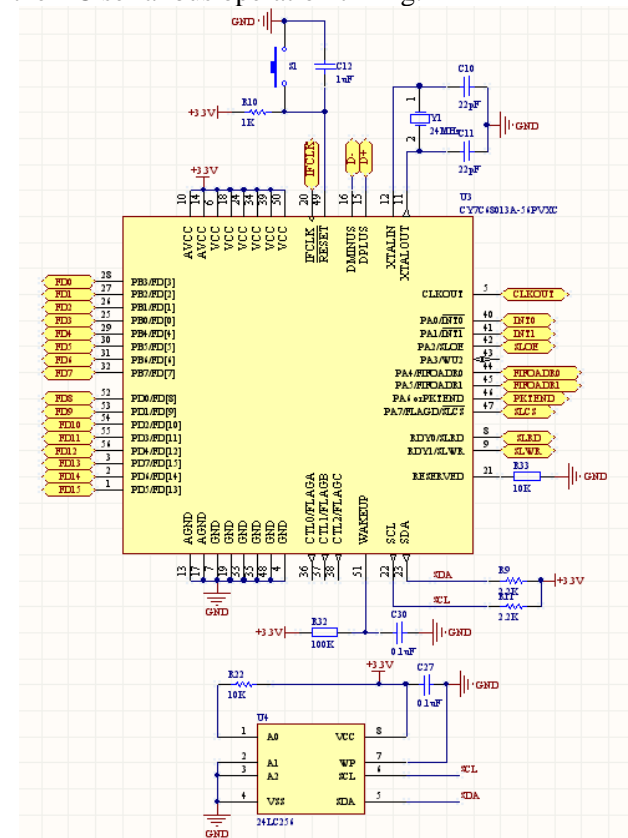 GND
S1
C12
1uF
R10
+3.3V
1K
C10
22pF
Y1
1
2
24MHz
C11
22pF
GND
+3.3V
IFCLK
D-
D+
10
14
6
18
24
34
39
50
20
49
16
15
12
11
U3
CY7C68013A-56PVXC
AVCC
AVCC
VCC
VCC
VCC
VCC
VCC
VCC
IFCLK
RESET
DMINUS
DPLUS
XTALIN
XTALOUT
FD0 28 PB3/FD[3]
FD1 27 PB2/FD[2]
FD2 26 PB1/FD[1]
FD3 25 PB0/FD[0]
FD4 29 PB4/FD[4]
FD5 30 PB5/FD[5]
FD6 31 PB6/FD[6]
FD7 32 PB7/FD[7]
FD8 52 PD0/FD[8]
FD9 53 PD1/FD[9]
FD10 54 PD2/FD[10]
FD11 55 PD3/FD[11]
FD12 56 PD4/FD[12]
FD13 3 PD7/FD[15]
FD14 2 PD6/FD[14]
FD15 1 PD5/FD[13]
CLKOUT 5 CLKOUT
PA0/INT0 40 INT0
PA1/INT1 41 INT1
PA2/SLOE 42 SLOE
PA3/WU2 43
PA4/FIFOADR0 44 FIFOADR0
PA5/FIFOADR1 45 FIFOADR1
PA6 or PKTEND 46 PKTEND
PA7/FLAGD/SLCS 47 SLCS
RDY0/SLRD 8 SLRD
RDY1/SLWR 9 SLWR
RESERVED 21 R33
10K
GND
AGND
AGND
GND
GND
GND
GND
GND
GND
CTL0/FLAGA
CTL1/FLAGB
CTL2/FLAGC
WAKEUP
SCL
SDA
13
17
7
19
33
35
48
4
36
37
38
51
22
23
GND
SDA
R9
2.2K
+3.3V
SCL
R11
2.2K
+3.3V
R32
100K
C30
0.1uF
GND
+3.3V
R22
10K
C27
0.1uF
GND
U4
1 A0 VCC 8
2 A1 WP 7
3 A2 SCL 6 SCL
4 VSS SDA 5 SDA
24LC256
GND